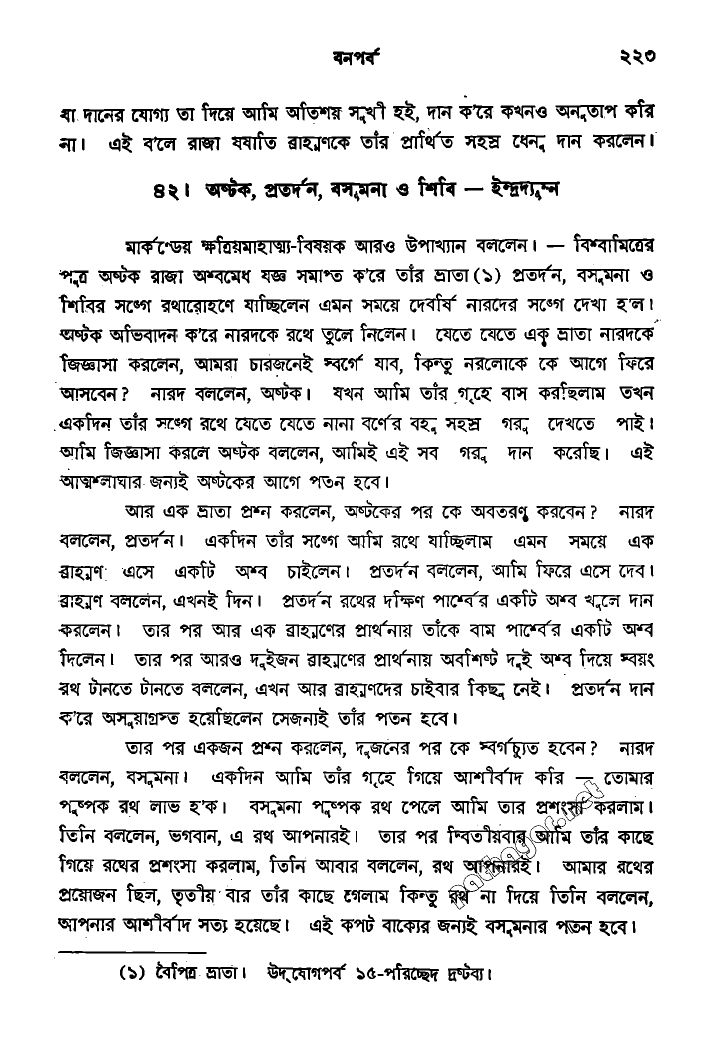 বনপর্ব ২২৩
যা দানের যোগ্য তা দিয়ে আমি অতিশয় সুখী হই, দান ক'রে কখনও অনুতাপ করি
না। এই ব'লে রাজা যযাতি ব্রাহ্মণকে তাঁর প্রার্থিত সহস্র ধেনু দান করলেন।
৪২। অষ্টক, প্রতর্দন, বসুমনা ও শিবি — ইন্দ্রদ্যুম্ন
মার্কণ্ডেয় ক্ষত্রিয়মাহাত্ম্য-বিষয়ক আরও উপাখ্যান বললেন। — বিশ্বামিত্রের
পুত্র অষ্টক রাজা অশ্বমেধ যজ্ঞ সমাপ্ত ক'রে তাঁর ভ্রাতা (১) প্রতর্দন, বসুমনা ও
শিবির সঙ্গে রথারোহণে যাচ্ছিলেন এমন সময়ে দেবর্ষি নারদের সঙ্গে দেখা হ'ল।
অষ্টক অভিবাদন ক'রে নারদকে রথে তুলে নিলেন। যেতে যেতে এক ভ্রাতা নারদকে
জিজ্ঞাসা করলেন, আমরা চারজনেই স্বর্গে যাব, কিন্তু নরলোকে কে আগে ফিরে
আসবেন? নারদ বললেন, অষ্টক। যখন আমি তাঁর গৃহে বাস করছিলাম তখন
একদিন তাঁর সঙ্গে রথে যেতে যেতে নানা বর্ণের বহু সহস্র গরু দেখতে পাই।
আমি জিজ্ঞাসা করলে অষ্টক বললেন, আমিই এই সব গরু দান করেছি। এই
আত্মশ্লাঘার জন্যই অষ্টকের আগে পতন হবে।
আর এক ভ্রাতা প্রশ্ন করলেন, অষ্টকের পর কে অবতরণ করবেন? নারদ
বললেন, প্রতর্দন। একদিন তাঁর সঙ্গে আমি রথে যাচ্ছিলাম এমন সময়ে এক
ব্রাহ্মণ এসে একটি অশ্ব চাইলেন। প্রতর্দন বললেন, আমি ফিরে এসে দেব।
ব্রাহ্মণ বললেন, এখনই দিন। প্রতর্দন রথের দক্ষিণ পার্শ্বের একটি অশ্ব খুলে দান
করলেন। তার পর আর এক ব্রাহ্মণের প্রার্থনায় তাঁকে বাম পার্শ্বের একটি অশ্ব
দিলেন। তার পর আরও দুইজন ব্রাহ্মণের প্রার্থনায় অবশিষ্ট দুই অশ্ব দিয়ে স্বয়ং
রথ টানতে টানতে বললেন, এখন আর ব্রাহ্মণদের চাইবার কিছু নেই। প্রতর্দন দান
ক'রে অসূয়াগ্রস্ত হয়েছিলেন সেজন্যই তাঁর পতন হবে।
তার পর একজন প্রশ্ন করলেন, দুজনের পর কে স্বর্গচ্যুত হবেন? নারদ
বললেন, বসুমনা। একদিন আমি তাঁর গৃহে গিয়ে আশীর্বাদ করি — তোমার
পুষ্পক রথ লাভ হ'ক। বসুমনা পুষ্পক রথ পেলে আমি তার প্রশংসা করলাম।
তিনি বললেন, ভগবান, এ রথ আপনারই। তার পর দ্বিতীয়বার আমি তাঁর কাছে
গিয়ে রথের প্রশংসা করলাম, তিনি আবার বললেন, রথ আপনারই। আমার রথের
প্রয়োজন ছিল, তৃতীয় বার তাঁর কাছে গেলাম কিন্তু রথ না দিয়ে তিনি বললেন,
আপনার আশীর্বাদ সত্য হয়েছে। এই কপট বাক্যের জন্যই বসুমনার পতন হবে।
(১) বৈপিত্র ভ্রাতা। উদ্‌যোগপর্ব ১৫-পরিচ্ছেদ দ্রষ্টব্য।
Pathagar.net